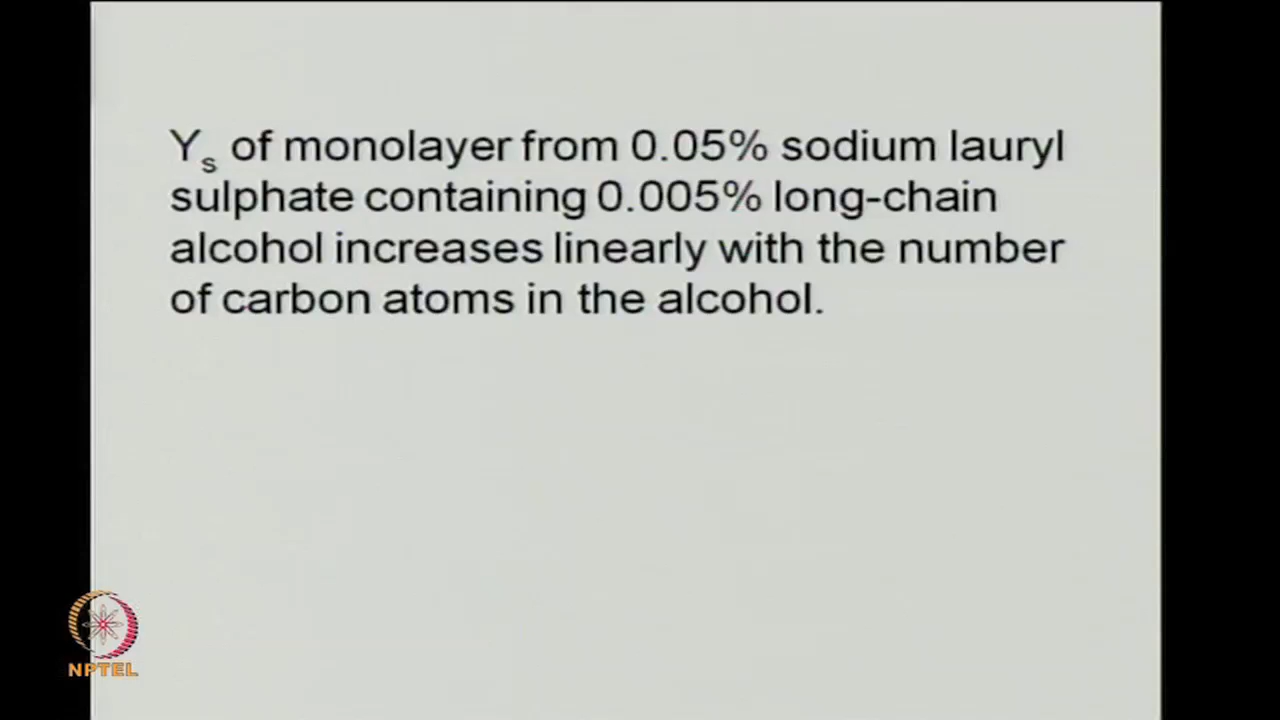 Yₛ of monolayer from 0.05% sodium lauryl
sulphate containing 0.005% long-chain
alcohol increases linearly with the number
of carbon atoms in the alcohol.
NPTEL